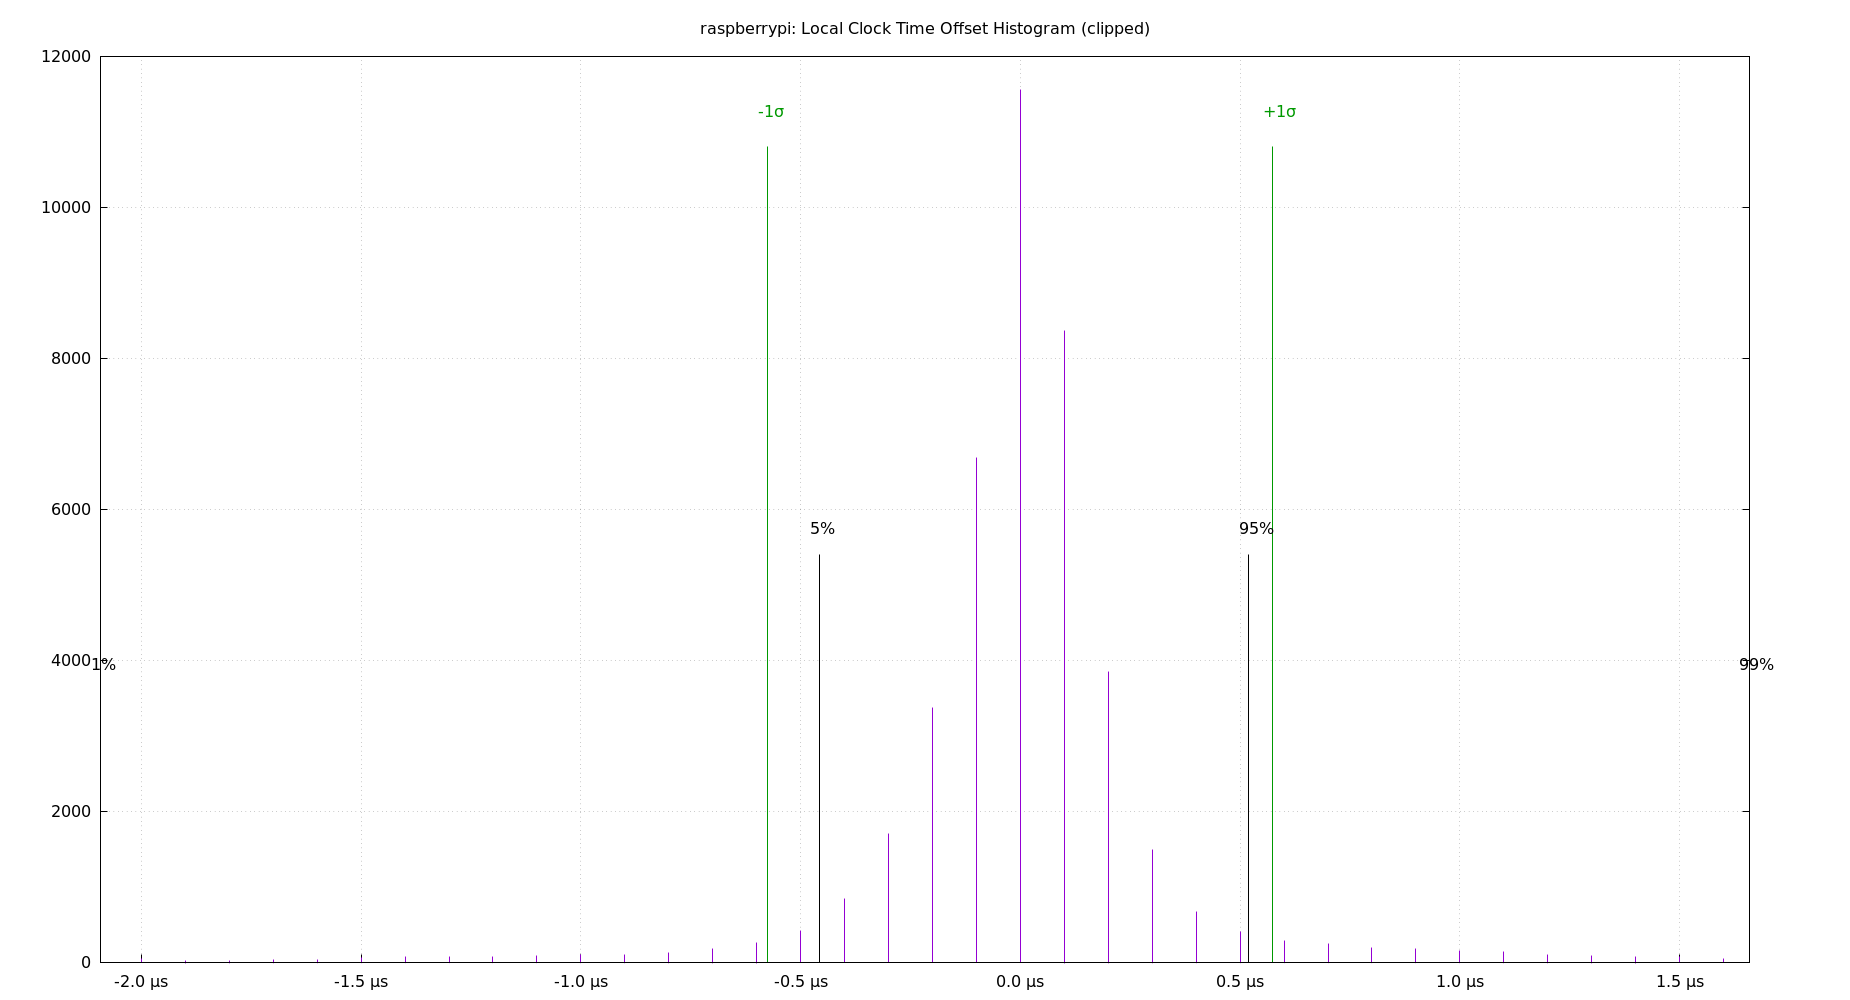 raspberrypi: Local Clock Time Offset Histogram (clipped)
12000
-1σ
+1σ
10000
8000
6000
5%
95%
4000
1%
99%
2000
0
-2.0 µs
-1.5 µs
-1.0 µs
-0.5 µs
0.0 µs
0.5 µs
1.0 µs
1.5 µs